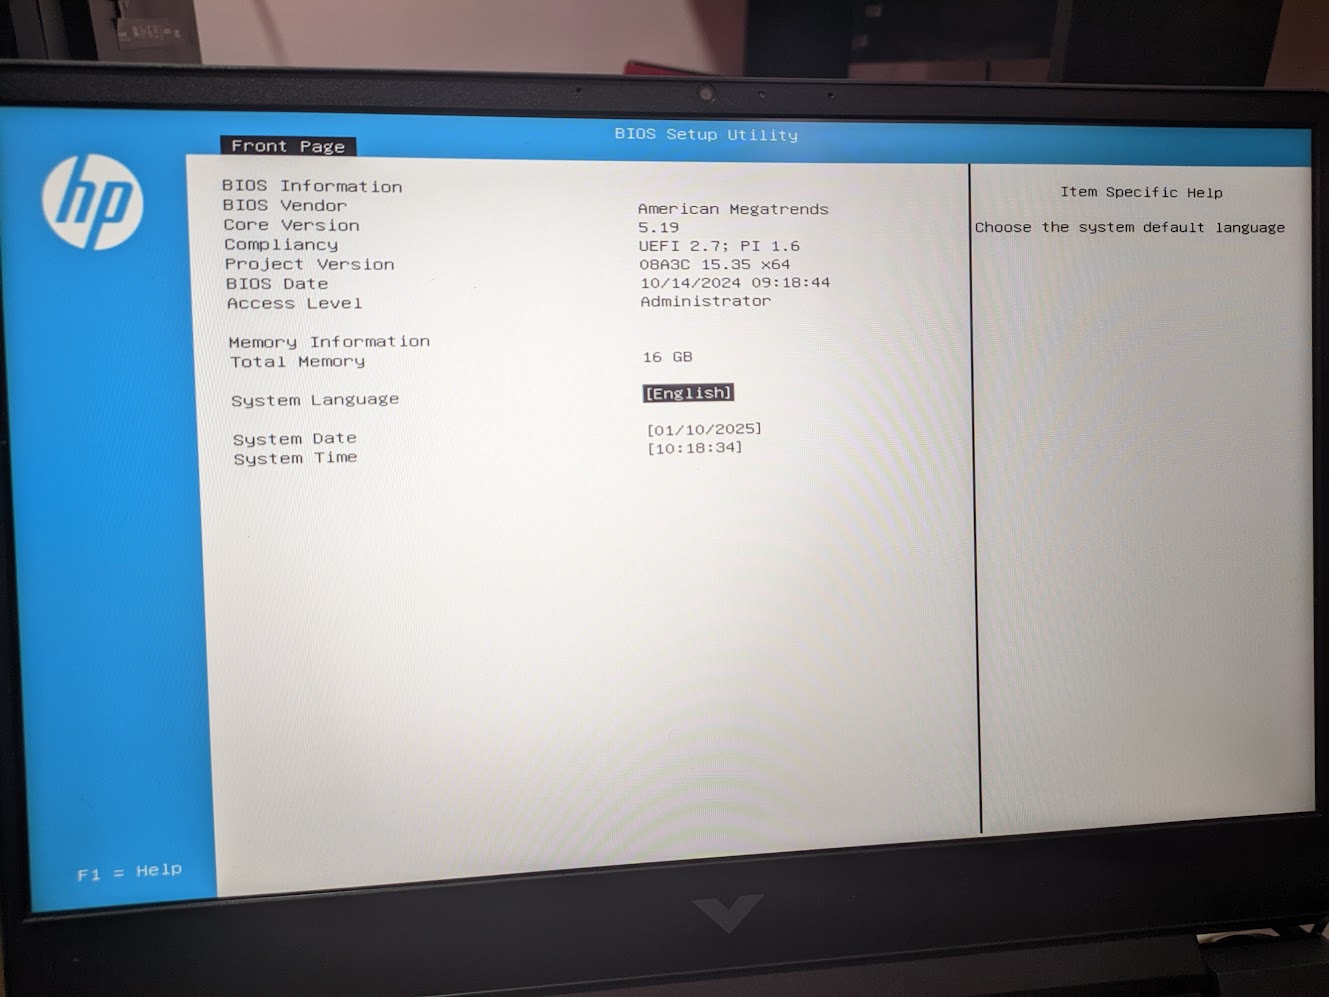 BIOS Setup Utility
Front Page
hp
BIOS Information
BIOS Vendor American Megatrends
Core Version 5.19
Compliancy UEFI 2.7; PI 1.6
Project Version 08A3C 15.35 x64
BIOS Date 10/14/2024 09:18:44
Access Level Administrator
Memory Information
Total Memory 16 GB
System Language [English]
System Date [01/10/2025]
System Time [10:18:34]
Item Specific Help
Choose the system default language
F1 = Help